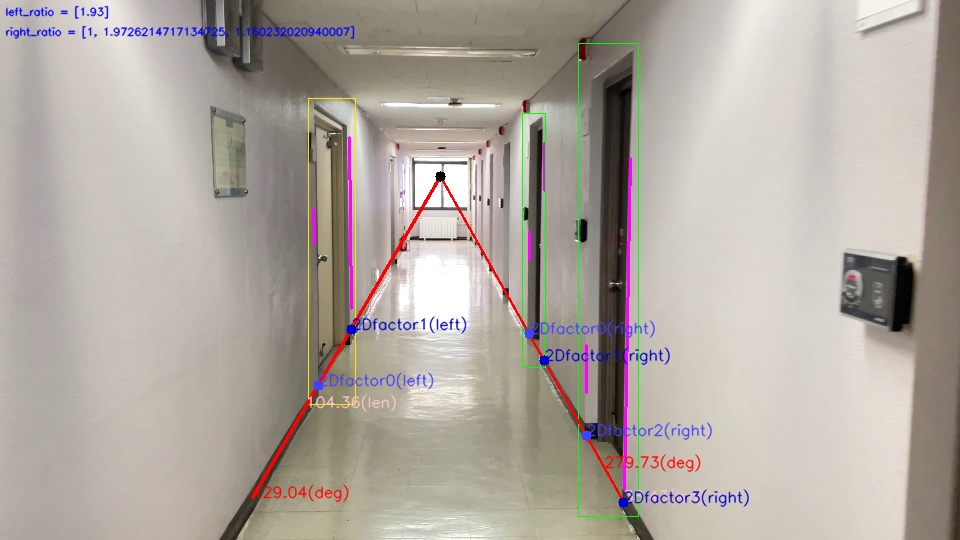 left_ratio = [1.93]
right_ratio = [1, 1.9726214717134725, 1.160232020940007]
2Dfactor1(left)
2Dfactor0(right)
2Dfactor1(right)
2Dfactor0(left)
104.36(len)
2Dfactor2(right)
279.73(deg)
29.04(deg)
2Dfactor3(right)